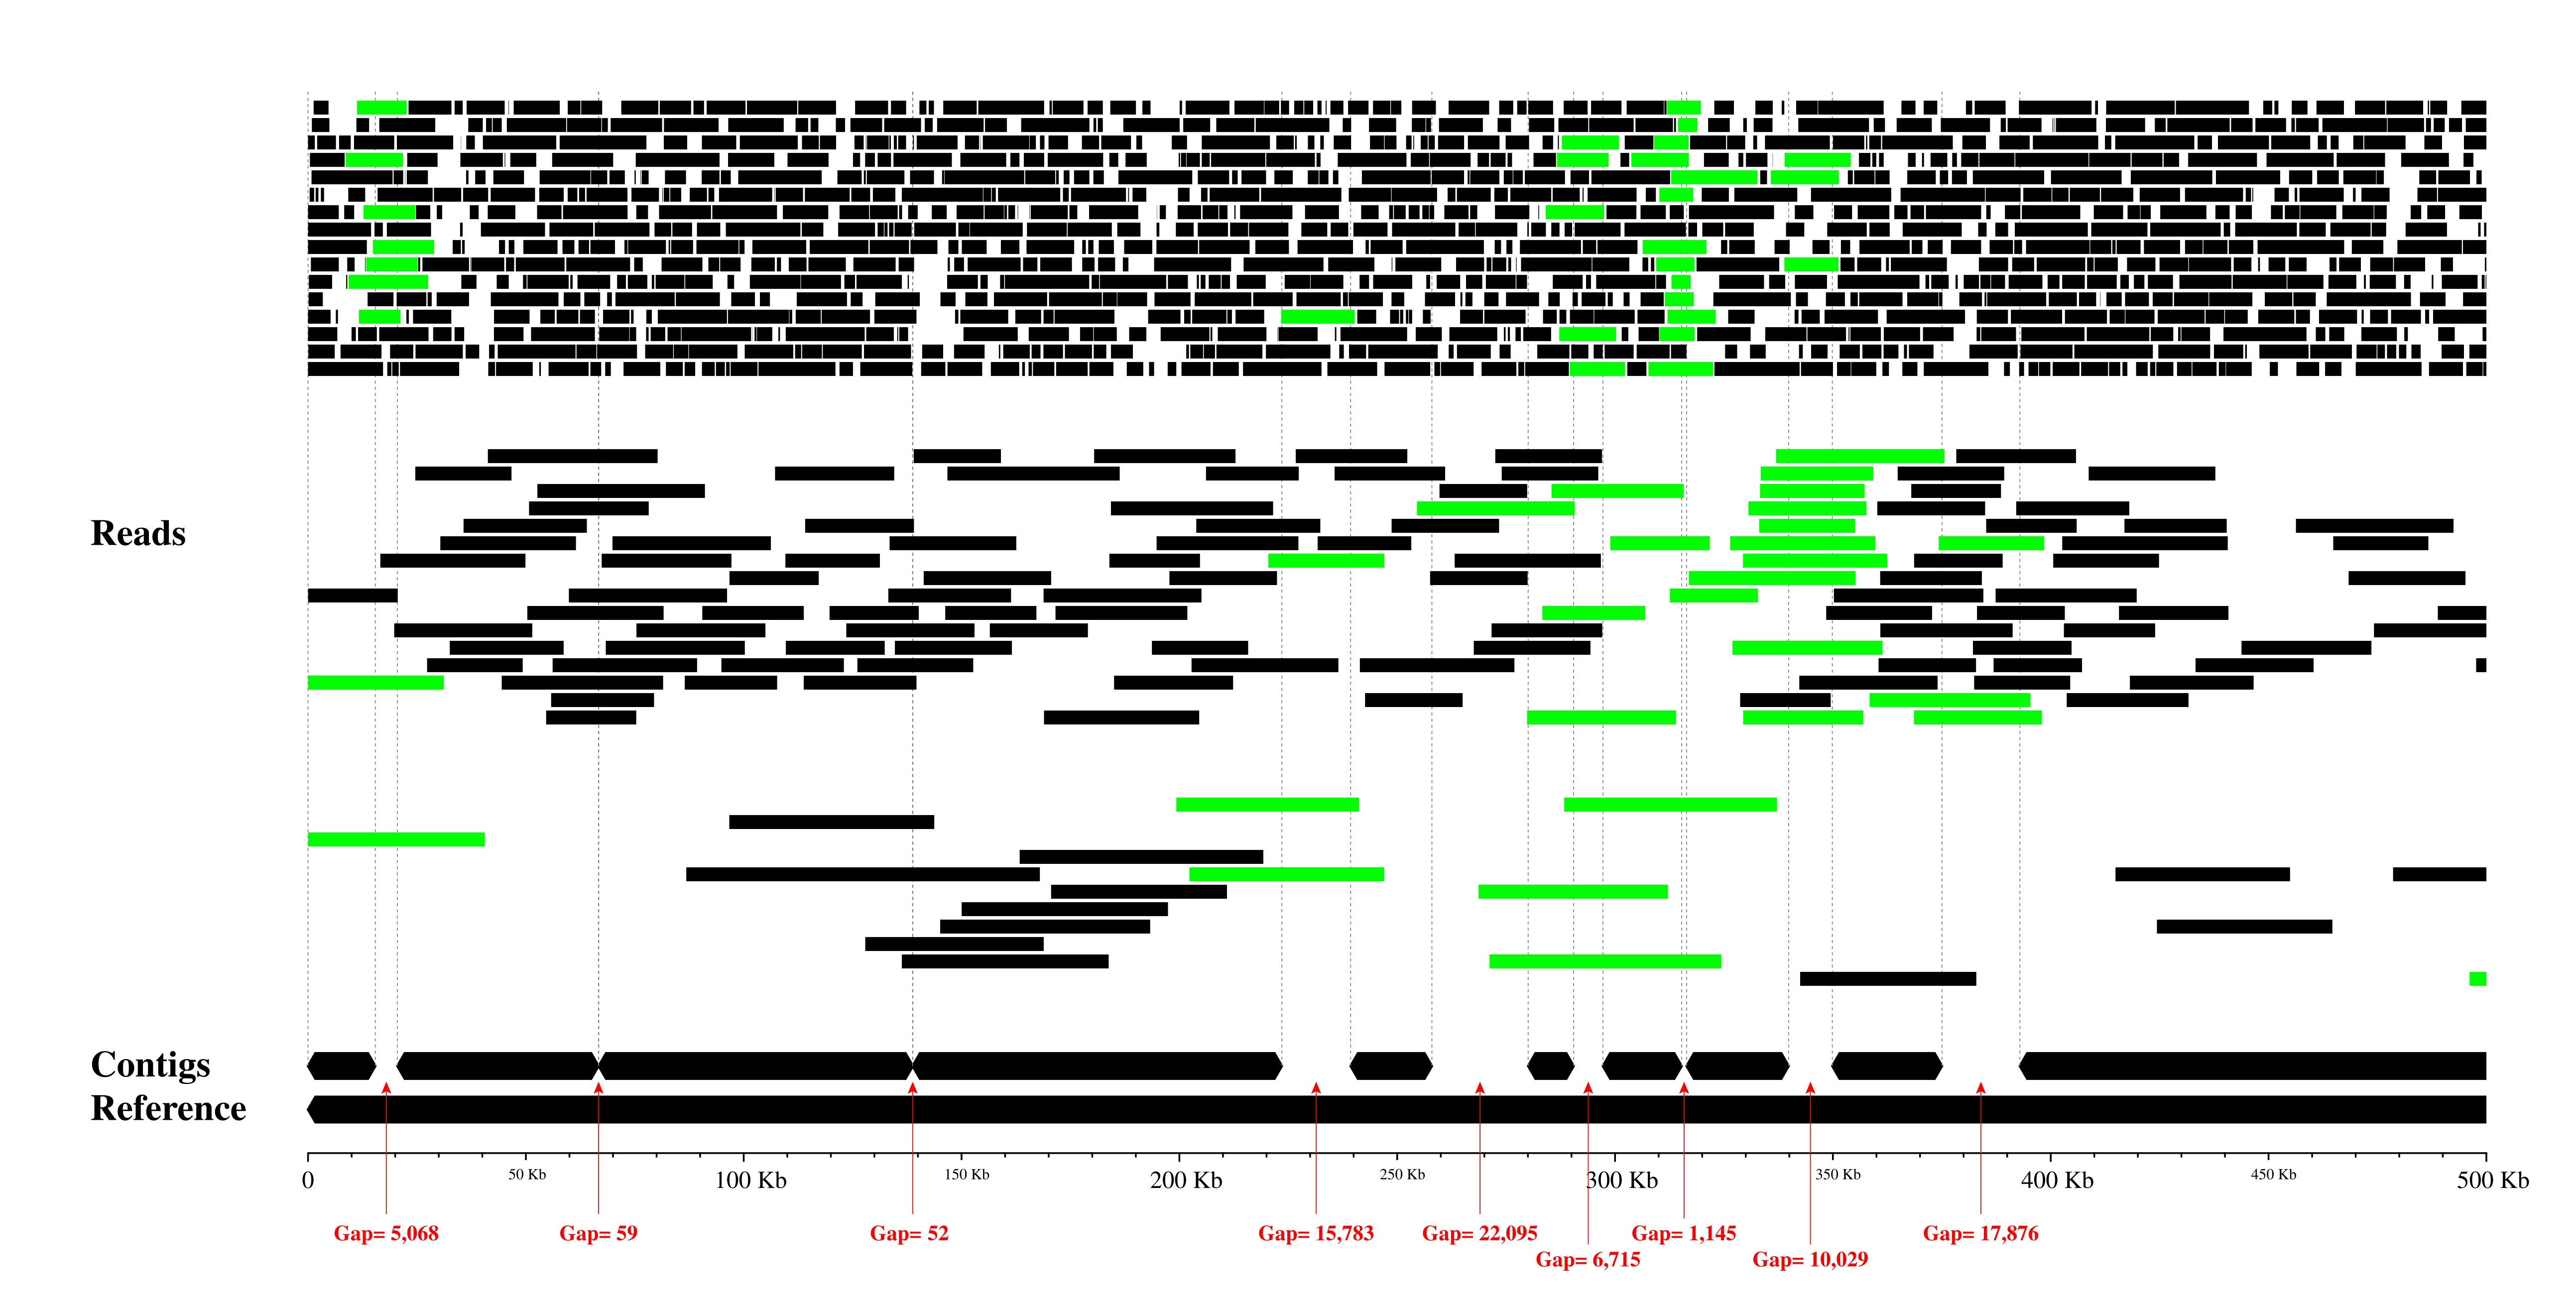 Reads
Contigs
Reference
0 50 Kb 100 Kb 150 Kb 200 Kb 250 Kb 300 Kb 350 Kb 400 Kb 450 Kb 500 Kb
Gap= 5,068 Gap= 59 Gap= 52 Gap= 15,783 Gap= 22,095 Gap= 1,145 Gap= 17,876
Gap= 6,715 Gap= 10,029